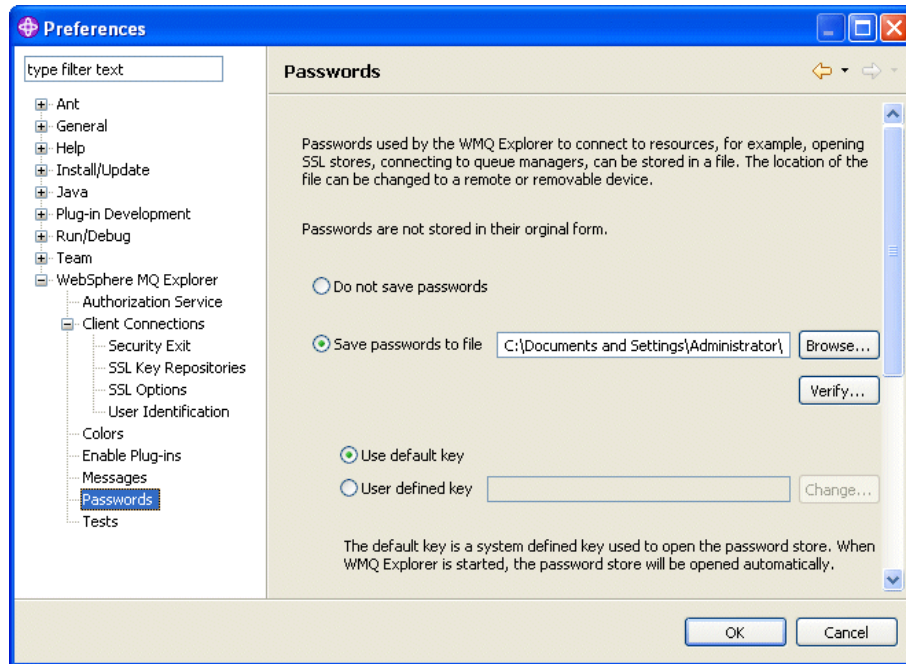 Preferences
type filter text
Passwords
Ant
General
Help
Install/Update
Java
Plug-in Development
Run/Debug
Team
WebSphere MQ Explorer
Authorization Service
Client Connections
Security Exit
SSL Key Repositories
SSL Options
User Identification
Colors
Enable Plug-ins
Messages
Passwords
Tests
Passwords used by the WMQ Explorer to connect to resources, for example, opening
SSL stores, connecting to queue managers, can be stored in a file. The location of the
file can be changed to a remote or removable device.
Passwords are not stored in their orginal form.
Do not save passwords
Save passwords to file C:\Documents and Settings\Administrator\ Browse...
Verify...
Use default key
User defined key Change...
The default key is a system defined key used to open the password store. When
WMQ Explorer is started, the password store will be opened automatically.
OK Cancel